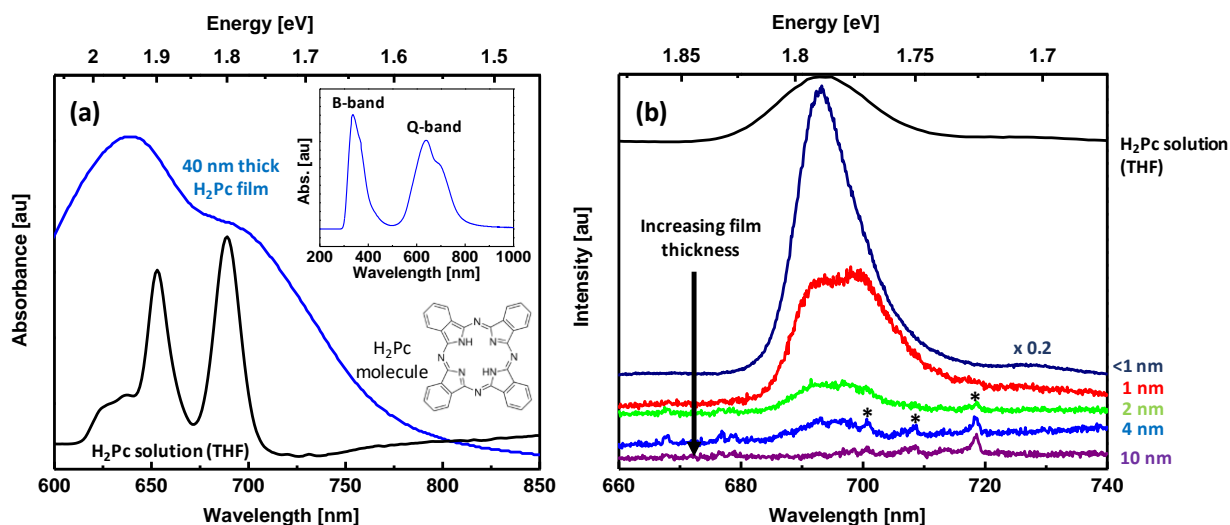 Energy [eV]
2 1.9 1.8 1.7 1.6 1.5
(a)
40 nm thick
H₂Pc film
B-band
Q-band
Abs. [au]
200 400 600 800 1000
Wavelength [nm]
H₂Pc
molecule
N
N
N
NH
N
N
HN
N
H₂Pc solution (THF)
Absorbance [au]
600 650 700 750 800 850
Wavelength [nm]
Energy [eV]
1.85 1.8 1.75 1.7
(b)
H₂Pc solution
(THF)
Increasing film
thickness
x 0.2
<1 nm
1 nm
2 nm
4 nm
10 nm
* * *
Intensity [au]
660 680 700 720 740
Wavelength [nm]